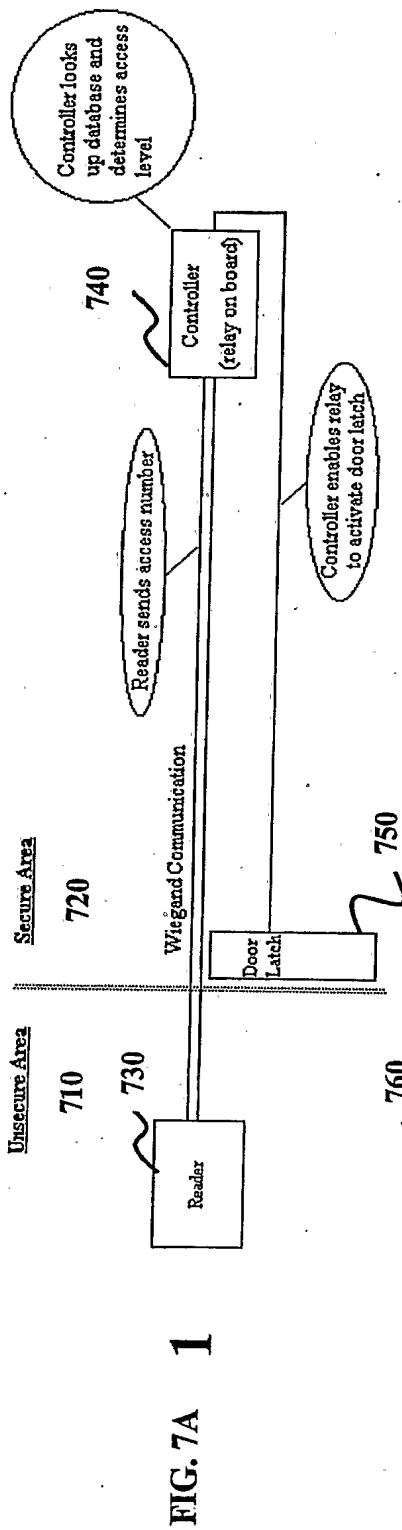 FIG. 7A
1
Unsecure Area
710
730
Reader
Secure Area
720
Wiegand Communication
Reader sends access number
740
Controller
(relay on board)
Controller looks
up database and
determines access
level
Door
Latch
750
Controller enables relay
to activate door latch
760